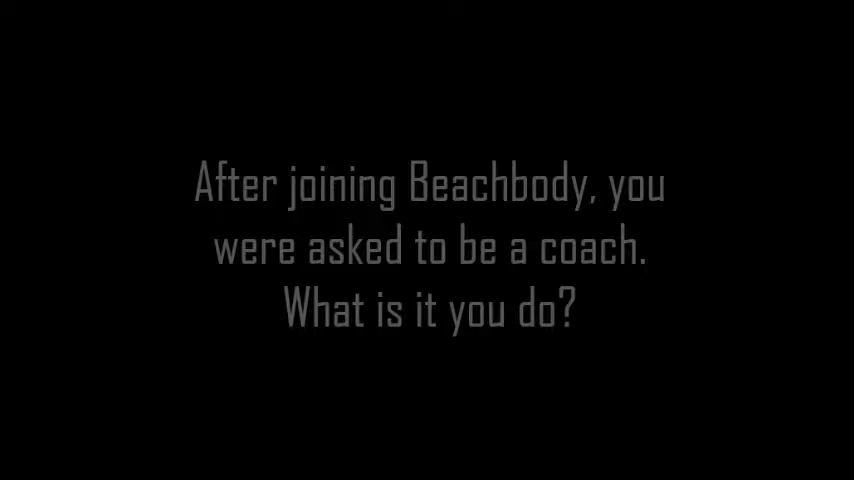 After joining Beachbody, you
were asked to be a coach.
What is it you do?